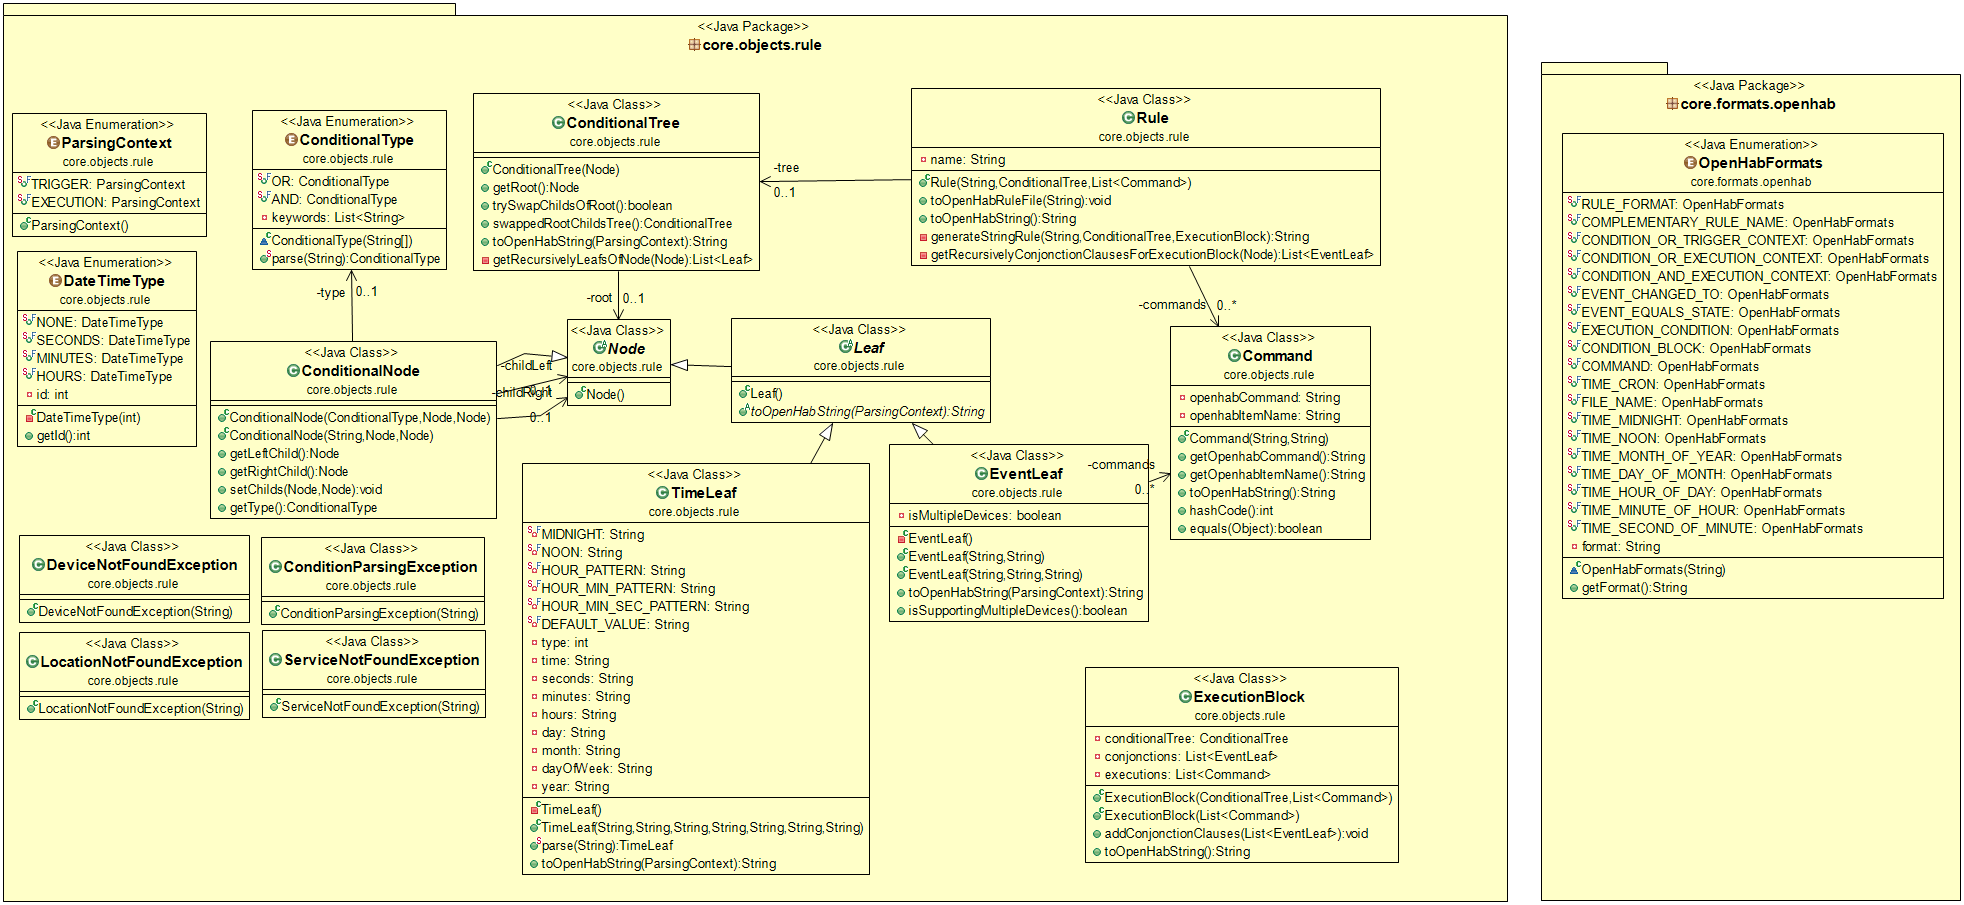 <<Java Package>>
core.objects.rule
<<Java Enumeration>>
ParsingContext
core.objects.rule
TRIGGER: ParsingContext
EXECUTION: ParsingContext
ParsingContext()
<<Java Enumeration>>
ConditionalType
core.objects.rule
OR: ConditionalType
AND: ConditionalType
keywords: List<String>
ConditionalType(String[])
parse(String):ConditionalType
<<Java Class>>
ConditionalTree
core.objects.rule
ConditionalTree(Node)
getRoot():Node
trySwapChildsOfRoot():boolean
swappedRootChildsTree():ConditionalTree
toOpenHabString(ParsingContext):String
getRecursivelyLeafsOfNode(Node):List<Leaf>
-tree
0..1
<<Java Class>>
Rule
core.objects.rule
name: String
Rule(String,ConditionalTree,List<Command>)
toOpenHabRuleFile(String):void
toOpenHabString():String
generateStringRule(String,ConditionalTree,ExecutionBlock):String
getRecursivelyConjonctionClausesForExecutionBlock(Node):List<EventLeaf>
<<Java Enumeration>>
DateTimeType
core.objects.rule
NONE: DateTimeType
SECONDS: DateTimeType
MINUTES: DateTimeType
HOURS: DateTimeType
id: int
DateTimeType(int)
getId():int
-type 0..1
-root 0..1
-commands 0..*
<<Java Class>>
ConditionalNode
core.objects.rule
ConditionalNode(ConditionalType,Node,Node)
ConditionalNode(String,Node,Node)
getLeftChild():Node
getRightChild():Node
setChilds(Node,Node):void
getType():ConditionalType
-childLeft
0..1
-childRight
0..1
<<Java Class>>
Node
core.objects.rule
Node()
<<Java Class>>
Leaf
core.objects.rule
Leaf()
toOpenHabString(ParsingContext):String
<<Java Class>>
Command
core.objects.rule
openhabCommand: String
openhabItemName: String
Command(String,String)
getOpenhabCommand():String
getOpenhabItemName():String
toOpenHabString():String
hashCode():int
equals(Object):boolean
<<Java Class>>
TimeLeaf
core.objects.rule
MIDNIGHT: String
NOON: String
HOUR_PATTERN: String
HOUR_MIN_PATTERN: String
HOUR_MIN_SEC_PATTERN: String
DEFAULT_VALUE: String
type: int
time: String
seconds: String
minutes: String
hours: String
day: String
month: String
dayOfWeek: String
year: String
TimeLeaf()
TimeLeaf(String,String,String,String,String,String,String)
parse(String):TimeLeaf
toOpenHabString(ParsingContext):String
<<Java Class>>
EventLeaf
core.objects.rule
isMultipleDevices: boolean
EventLeaf()
EventLeaf(String,String)
EventLeaf(String,String,String)
toOpenHabString(ParsingContext):String
isSupportingMultipleDevices():boolean
-commands
0..*
<<Java Class>>
DeviceNotFoundException
core.objects.rule
DeviceNotFoundException(String)
<<Java Class>>
ConditionParsingException
core.objects.rule
ConditionParsingException(String)
<<Java Class>>
LocationNotFoundException
core.objects.rule
LocationNotFoundException(String)
<<Java Class>>
ServiceNotFoundException
core.objects.rule
ServiceNotFoundException(String)
<<Java Class>>
ExecutionBlock
core.objects.rule
conditionalTree: ConditionalTree
conjonctions: List<EventLeaf>
executions: List<Command>
ExecutionBlock(ConditionalTree,List<Command>)
ExecutionBlock(List<Command>)
addConjonctionClauses(List<EventLeaf>):void
toOpenHabString():String
<<Java Package>>
core.formats.openhab
<<Java Enumeration>>
OpenHabFormats
core.formats.openhab
RULE_FORMAT: OpenHabFormats
COMPLEMENTARY_RULE_NAME: OpenHabFormats
CONDITION_OR_TRIGGER_CONTEXT: OpenHabFormats
CONDITION_OR_EXECUTION_CONTEXT: OpenHabFormats
CONDITION_AND_EXECUTION_CONTEXT: OpenHabFormats
EVENT_CHANGED_TO: OpenHabFormats
EVENT_EQUALS_STATE: OpenHabFormats
EXECUTION_CONDITION: OpenHabFormats
CONDITION_BLOCK: OpenHabFormats
COMMAND: OpenHabFormats
TIME_CRON: OpenHabFormats
FILE_NAME: OpenHabFormats
TIME_MIDNIGHT: OpenHabFormats
TIME_NOON: OpenHabFormats
TIME_MONTH_OF_YEAR: OpenHabFormats
TIME_DAY_OF_MONTH: OpenHabFormats
TIME_HOUR_OF_DAY: OpenHabFormats
TIME_MINUTE_OF_HOUR: OpenHabFormats
TIME_SECOND_OF_MINUTE: OpenHabFormats
format: String
OpenHabFormats(String)
getFormat():String